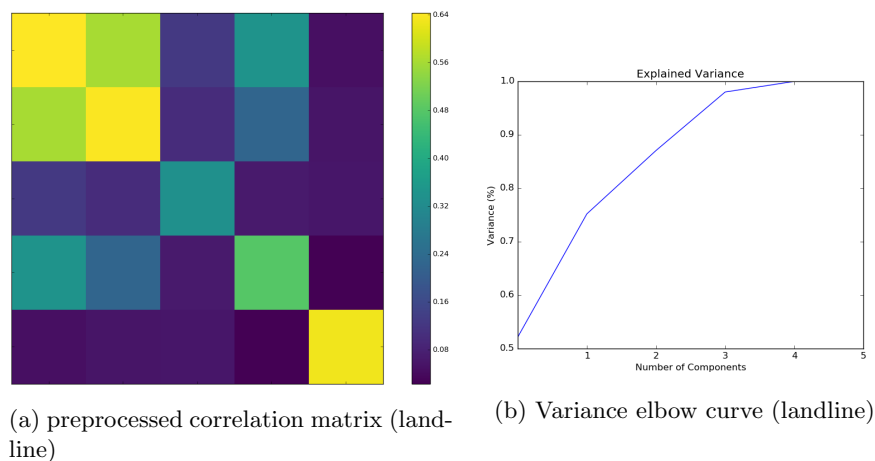 0.64
0.56
0.48
0.40
0.32
0.24
0.16
0.08
(a) preprocessed correlation matrix (land-
line)
Explained Variance
1.0
0.9
0.8
0.7
0.6
0.5
Variance (%)
1 2 3 4 5
Number of Components
(b) Variance elbow curve (landline)